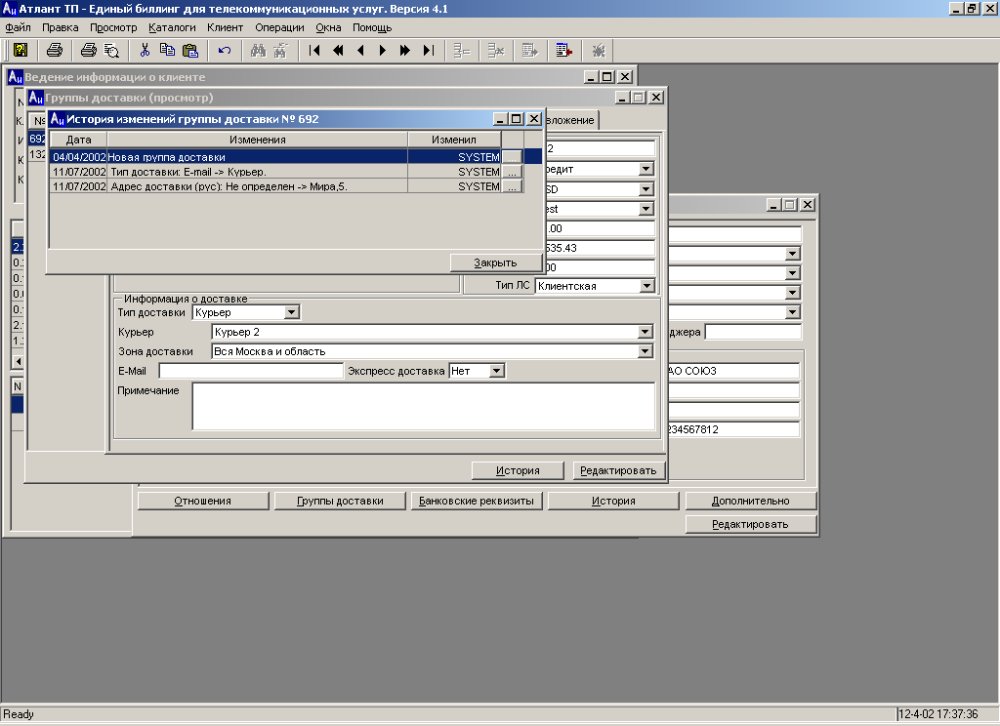 Атлант ТП - Единый биллинг для телекоммуникационных услуг. Версия 4.1
Файл Правка Просмотр Каталоги Клиент Операции Окна Помощь
Ведение информации о клиенте
Группы доставки (просмотр)
История изменений группы доставки № 692
Дата Изменения Изменил
04/04/2002 Новая группа доставки SYSTEM ...
11/07/2002 Тип доставки: E-mail -> Курьер. SYSTEM ...
11/07/2002 Адрес доставки (рус): Не определен -> Мира,5. SYSTEM ...
Закрыть
№
692
132
2
.00
535.43
00
Тип ЛС Клиентская
Информация о доставке
Тип доставки Курьер
Курьер Курьер 2
Зона доставки Вся Москва и область
E-Mail Экспресс доставка Нет
Примечание
История Редактировать
джера
АО СОЮЗ
234567812
Отношения Группы доставки Банковские реквизиты История Дополнительно
Редактировать
Ready 12-4-02 17:37:36